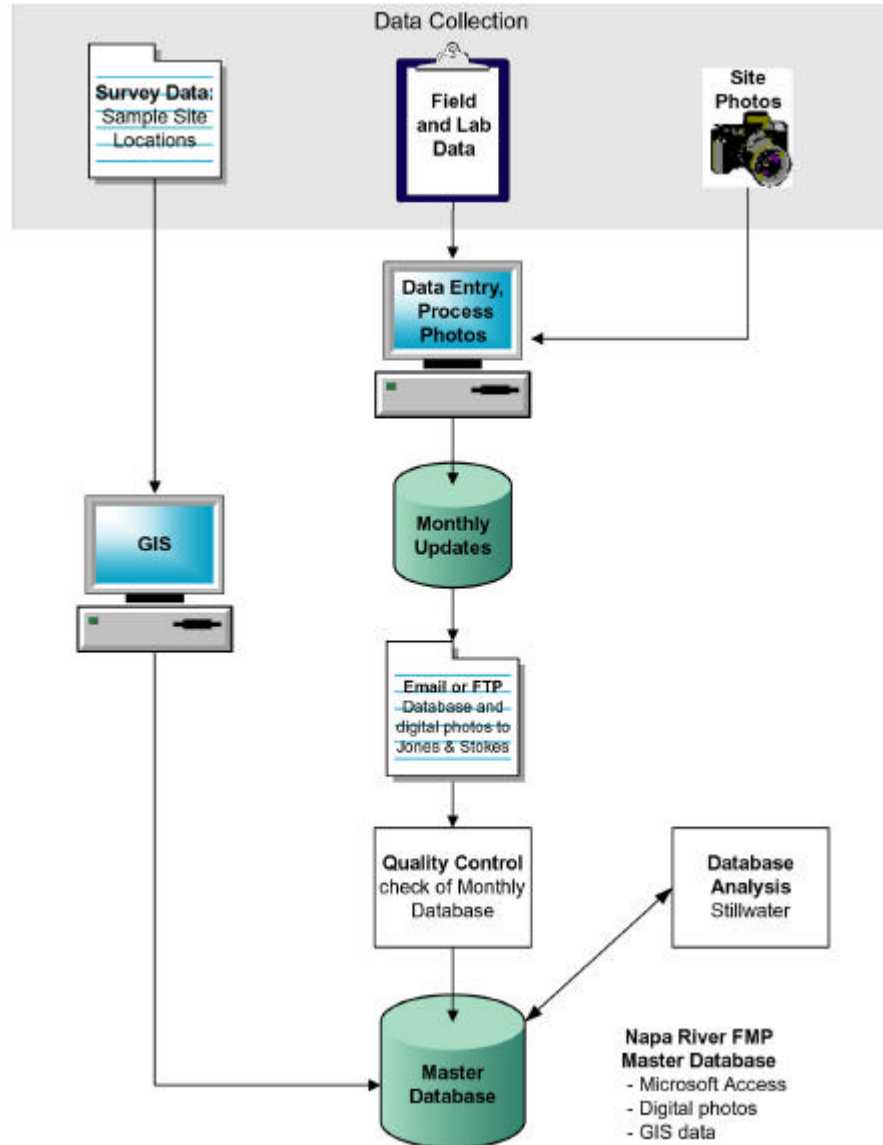 Data Collection
Survey Data:
Sample Site
Locations
Field
and Lab
Data
Site
Photos
Data Entry,
Process
Photos
GIS
Monthly
Updates
Email or FTP
Database and
digital photos to
Jones & Stokes
Quality Control
check of Monthly
Database
Database
Analysis
Stillwater
Master
Database
Napa River FMP
Master Database
- Microsoft Access
- Digital photos
- GIS data